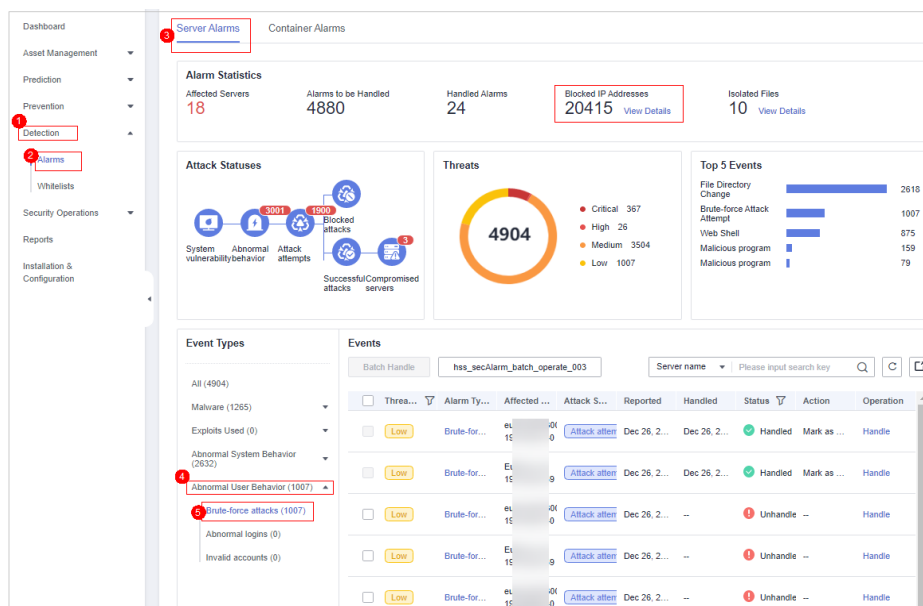 Dashboard
Asset Management
Prediction
Prevention
1
Detection
2
Alarms
Whitelists
Security Operations
Reports
Installation &
Configuration
3
Server Alarms
Container Alarms
Alarm Statistics
Affected Servers
18
Alarms to be Handled
4880
Handled Alarms
24
Blocked IP Addresses
20415 View Details
Isolated Files
10 View Details
Attack Statuses
3001
1900
3
System
vulnerability
Abnormal
behavior
Attack
attempts
Blocked
attacks
Successful
attacks
Compromised
servers
Threats
4904
Critical 367
High 26
Medium 3504
Low 1007
Top 5 Events
File Directory
Change
2618
Brute-force Attack
Attempt
1007
Web Shell 875
Malicious program 159
Malicious program 79
Event Types
All (4904)
Malware (1265)
Exploits Used (0)
Abnormal System Behavior
(2632)
4
Abnormal User Behavior (1007)
5
Brute-force attacks (1007)
Abnormal logins (0)
Invalid accounts (0)
Events
Batch Handle hss_secAlarm_batch_operate_003 Server name Please input search key
Threa... Alarm Ty... Affected ... Attack S... Reported Handled Status Action Operation
Low Brute-for... Attack attem Dec 26, 2... Dec 26, 2... Handled Mark as ... Handle
Low Brute-for... Attack attem Dec 26, 2... Dec 26, 2... Handled Mark as ... Handle
Low Brute-for... Attack attem Dec 26, 2... -- Unhandle -- Handle
Low Brute-for... Attack attem Dec 26, 2... -- Unhandle -- Handle
Low Brute-for... Attack attem Dec 26, 2... -- Unhandle -- Handle